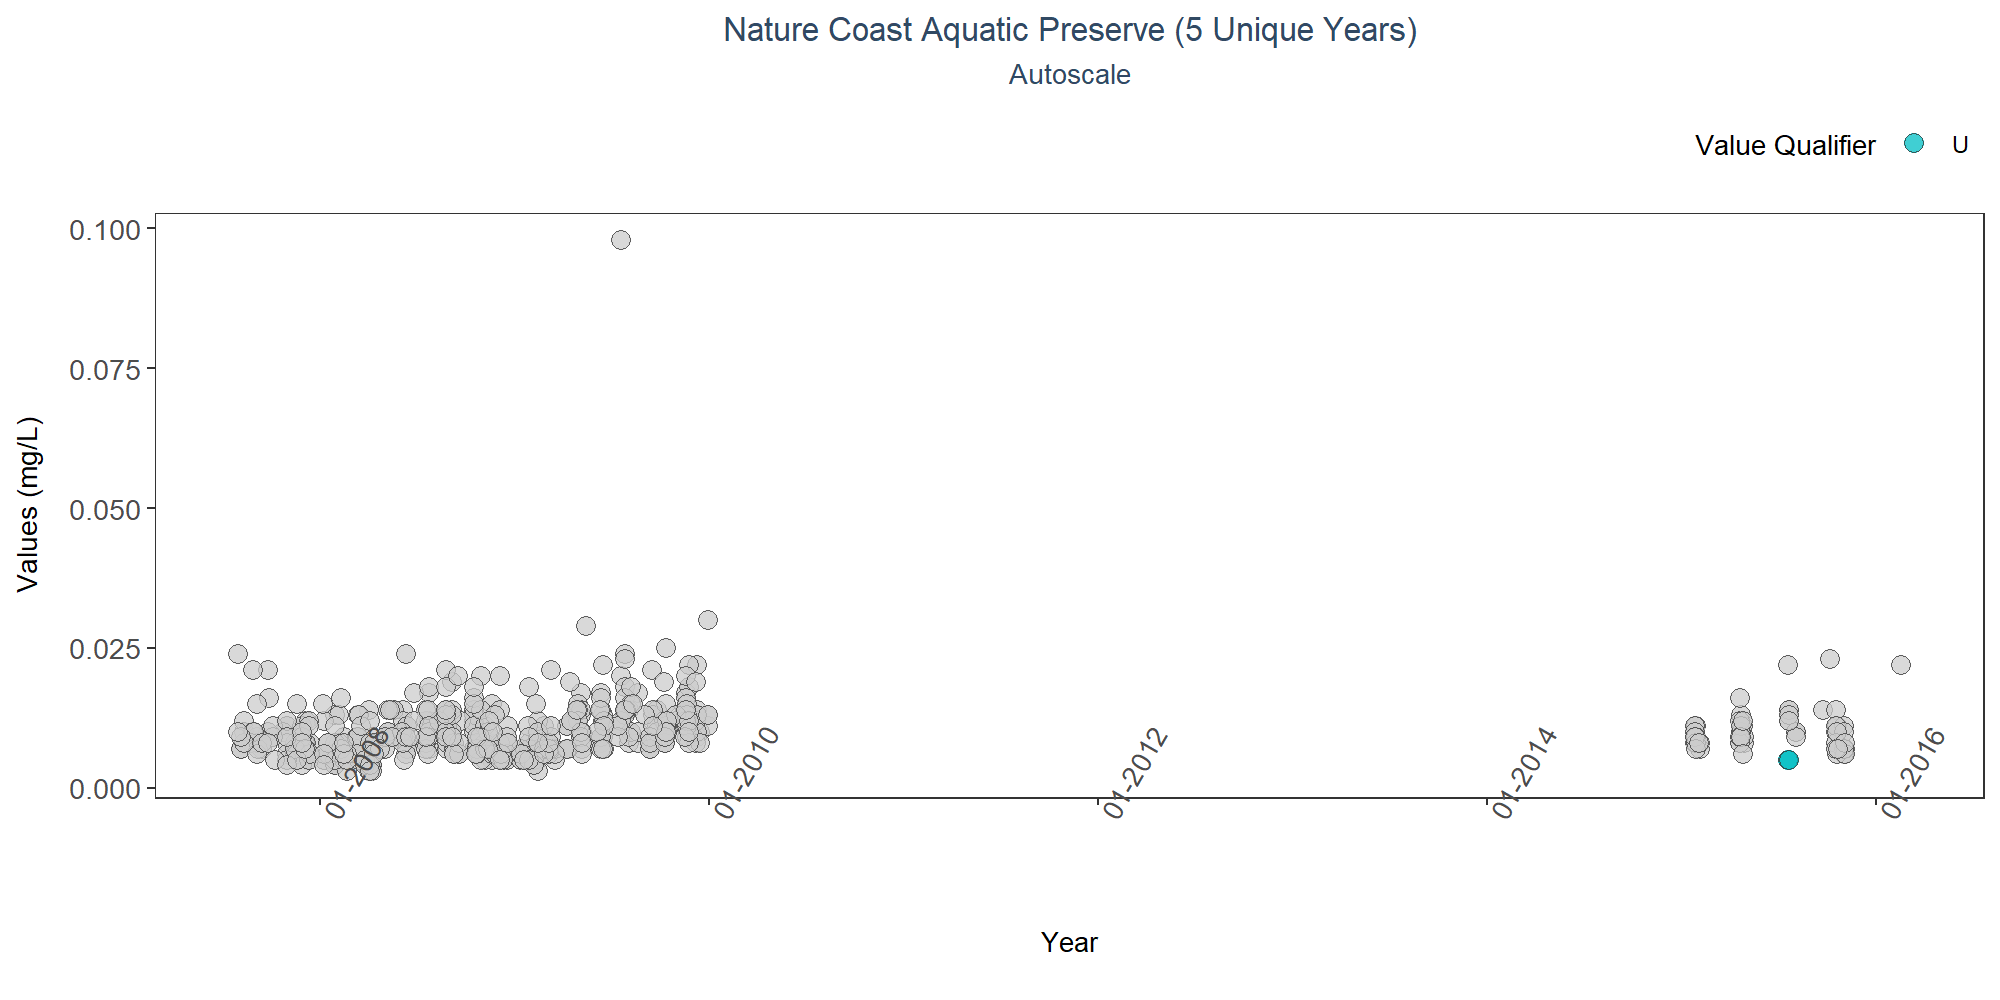 Nature Coast Aquatic Preserve (5 Unique Years)
Autoscale
Value Qualifier U
Values (mg/L)
0.100
0.075
0.050
0.025
0.000
01-2008
01-2010
01-2012
01-2014
01-2016
Year